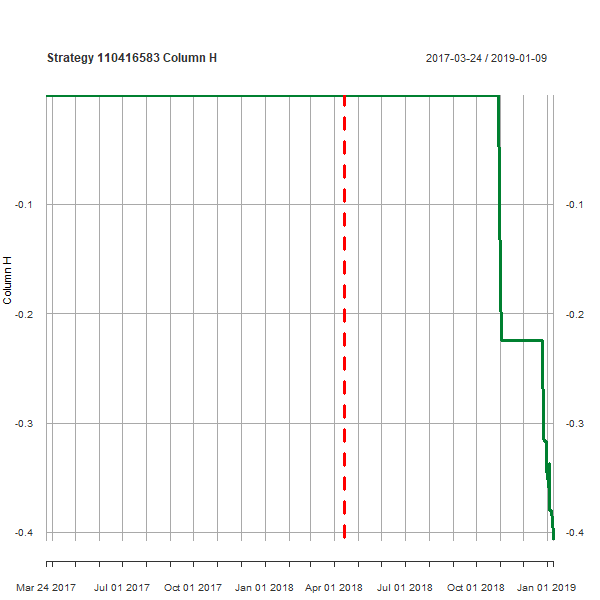 Strategy 110416583 Column H
2017-03-24 / 2019-01-09
-0.1
-0.1
-0.2
-0.2
-0.3
-0.3
-0.4
-0.4
Column H
Mar 24 2017
Jul 01 2017
Oct 01 2017
Jan 01 2018
Apr 01 2018
Jul 01 2018
Oct 01 2018
Jan 01 2019